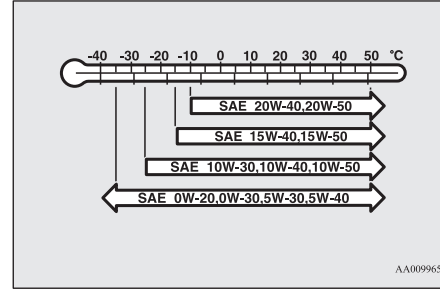 -40 -30 -20 -10 0 10 20 30 40 50 °C
SAE 20W-40,20W-50
SAE 15W-40,15W-50
SAE 10W-30,10W-40,10W-50
SAE 0W-20,0W-30,5W-30,5W-40
AA009965